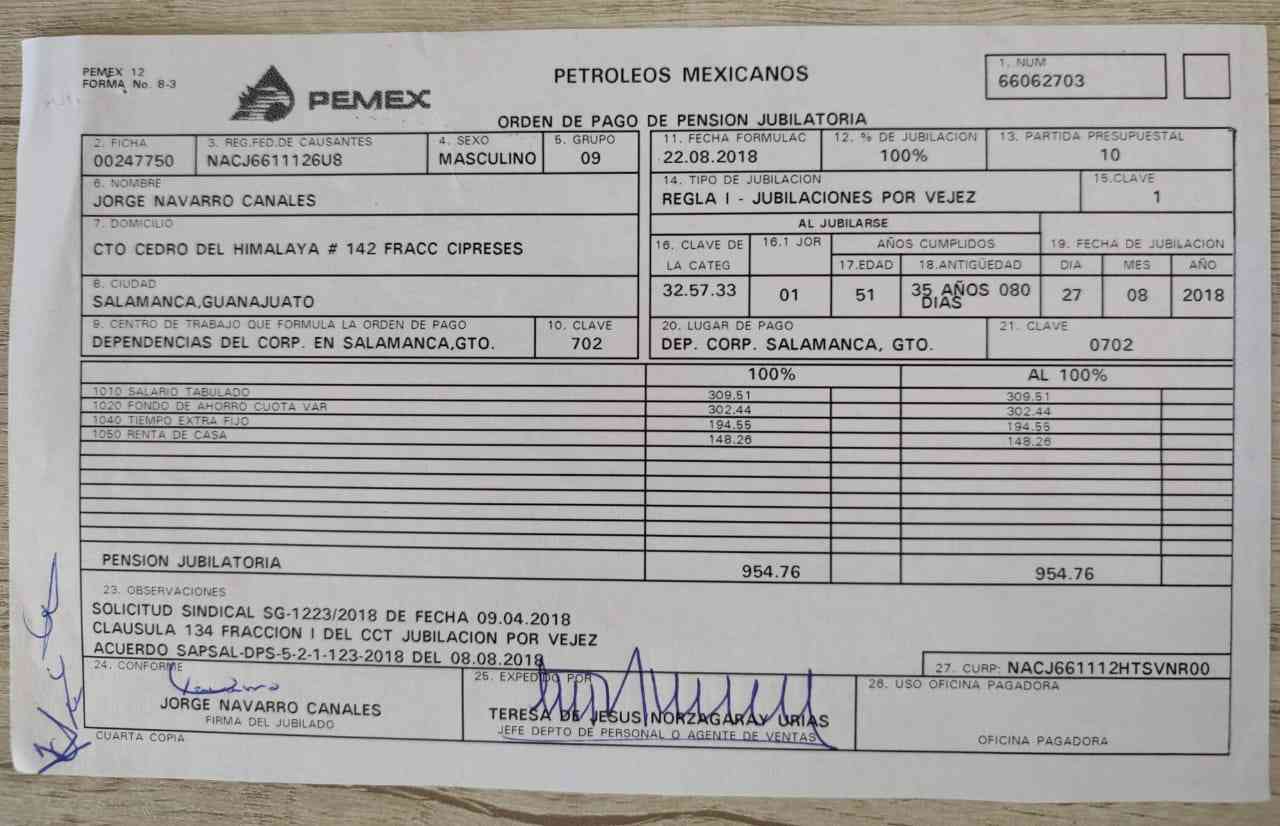 PEMEX 12
FORMA No. 8-3
PEMEX
PETROLEOS MEXICANOS
1. NUM
66062703
ORDEN DE PAGO DE PENSION JUBILATORIA
2. FICHA 3. REG.FED.DE CAUSANTES 4. SEXO 5. GRUPO
00247750 NACJ6611126U8 MASCULINO 09
11. FECHA FORMULAC 12. % DE JUBILACION 13. PARTIDA PRESUPUESTAL
22.08.2018 100% 10
6. NOMBRE
JORGE NAVARRO CANALES
14. TIPO DE JUBILACION 15.CLAVE
REGLA I - JUBILACIONES POR VEJEZ 1
7. DOMICILIO
CTO CEDRO DEL HIMALAYA # 142 FRACC CIPRESES
AL JUBILARSE
16. CLAVE DE LA CATEG 16.1 JOR AÑOS CUMPLIDOS 19. FECHA DE JUBILACION
17.EDAD 18.ANTIGÜEDAD DIA MES AÑO
32.57.33 01 51 35 AÑOS 080 DIAS 27 08 2018
8. CIUDAD
SALAMANCA,GUANAJUATO
9. CENTRO DE TRABAJO QUE FORMULA LA ORDEN DE PAGO 10. CLAVE
DEPENDENCIAS DEL CORP. EN SALAMANCA,GTO. 702
20. LUGAR DE PAGO 21. CLAVE
DEP. CORP. SALAMANCA, GTO. 0702
100% AL 100%
1010 SALARIO TABULADO 309.51 309.51
1020 FONDO DE AHORRO CUOTA VAR 302.44 302.44
1040 TIEMPO EXTRA FIJO 194.55 194.55
1050 RENTA DE CASA 148.26 148.26
PENSION JUBILATORIA 954.76 954.76
23. OBSERVACIONES
SOLICITUD SINDICAL SG-1223/2018 DE FECHA 09.04.2018
CLAUSULA 134 FRACCION I DEL CCT JUBILACION POR VEJEZ
ACUERDO SAPSAL-DPS-5-2-1-123-2018 DEL 08.08.2018
27. CURP: NACJ661112HTSVNR00
24. CONFORME
JORGE NAVARRO CANALES
FIRMA DEL JUBILADO
25. EXPEDIDO POR
TERESA DE JESUS NORZAGARAY URIAS
JEFE DEPTO DE PERSONAL O AGENTE DE VENTAS
26. USO OFICINA PAGADORA
OFICINA PAGADORA
CUARTA COPIA